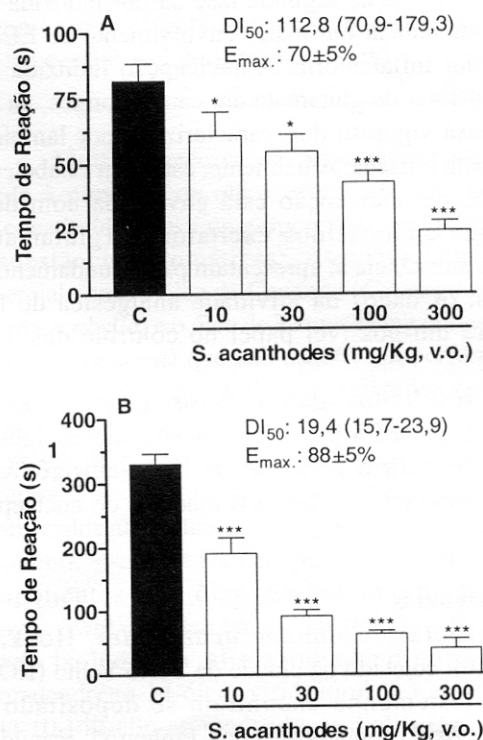 A
DI50: 112,8 (70,9-179,3)
Emax.: 70±5%
Tempo de Reação (s)
100
75
50
25
0
*
*
***
***
C
10
30
100
300
S. acanthodes (mg/Kg, v.o.)
B
DI50: 19,4 (15,7-23,9)
Emax.: 88±5%
1
Tempo de Reação (s)
400
300
200
100
0
***
***
***
***
C
10
30
100
300
S. acanthodes (mg/Kg, v.o.)